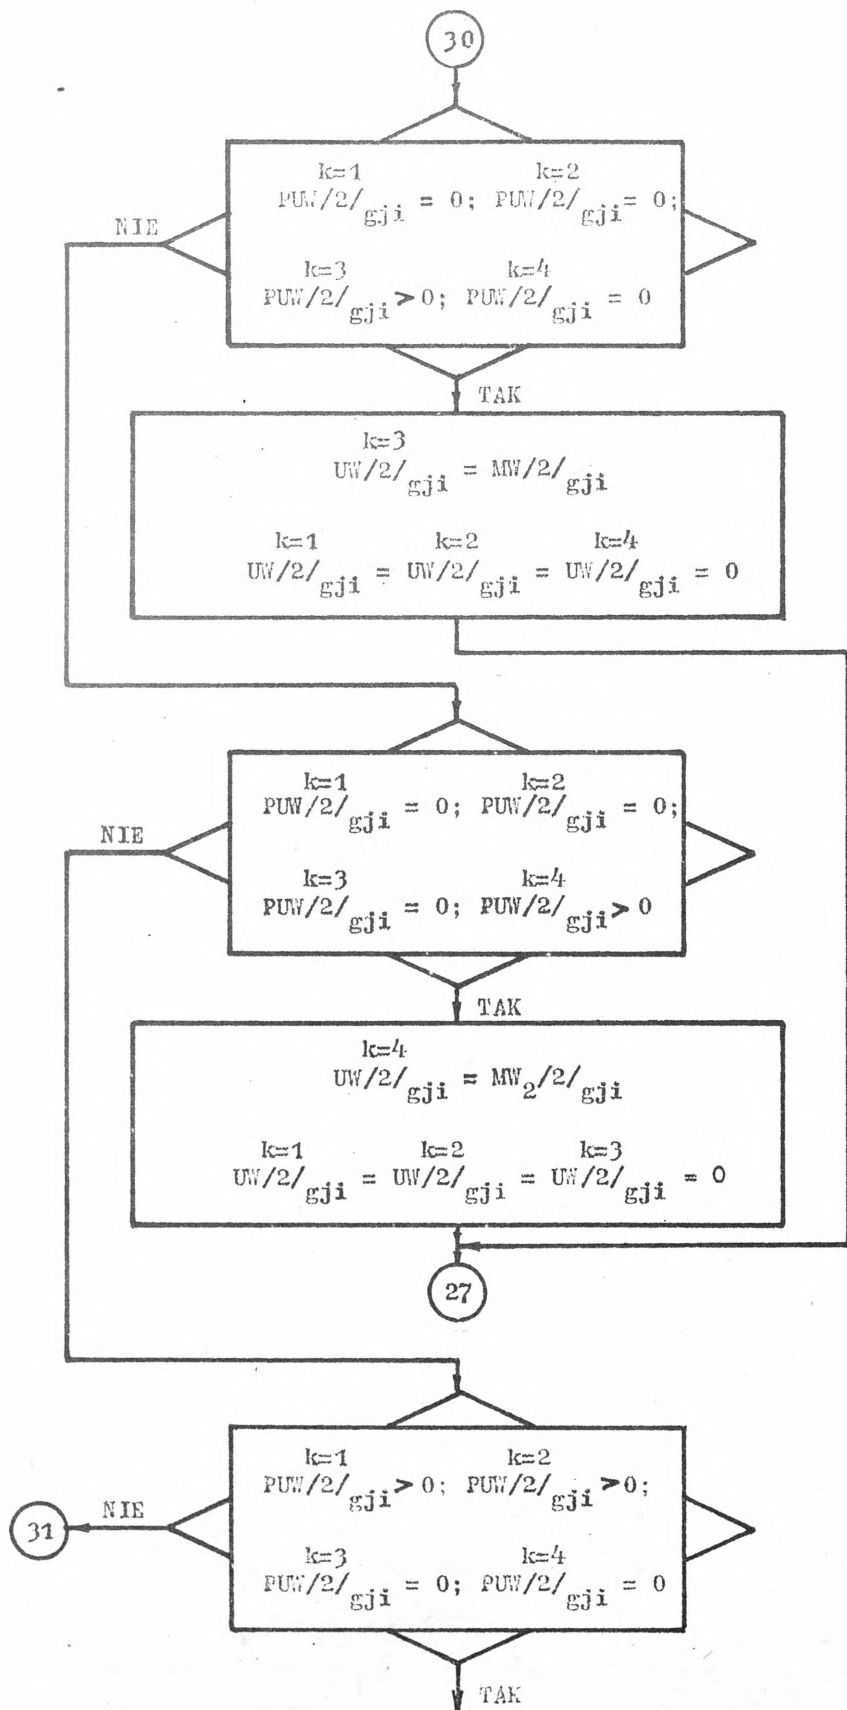 30
k=1 k=2
PUW/2/gji = 0; PUW/2/gji = 0;
NIE
k=3 k=4
PUW/2/gji > 0; PUW/2/gji = 0
TAK
k=3
UW/2/gji = MW/2/gji
k=1 k=2 k=4
UW/2/gji = UW/2/gji = UW/2/gji = 0
k=1 k=2
PUW/2/gji = 0; PUW/2/gji = 0;
NIE
k=3 k=4
PUW/2/gji = 0; PUW/2/gji > 0
TAK
k=4
UW/2/gji = MW2/2/gji
k=1 k=2 k=3
UW/2/gji = UW/2/gji = UW/2/gji = 0
27
k=1 k=2
PUW/2/gji > 0; PUW/2/gji > 0;
31 NIE
k=3 k=4
PUW/2/gji = 0; PUW/2/gji = 0
TAK